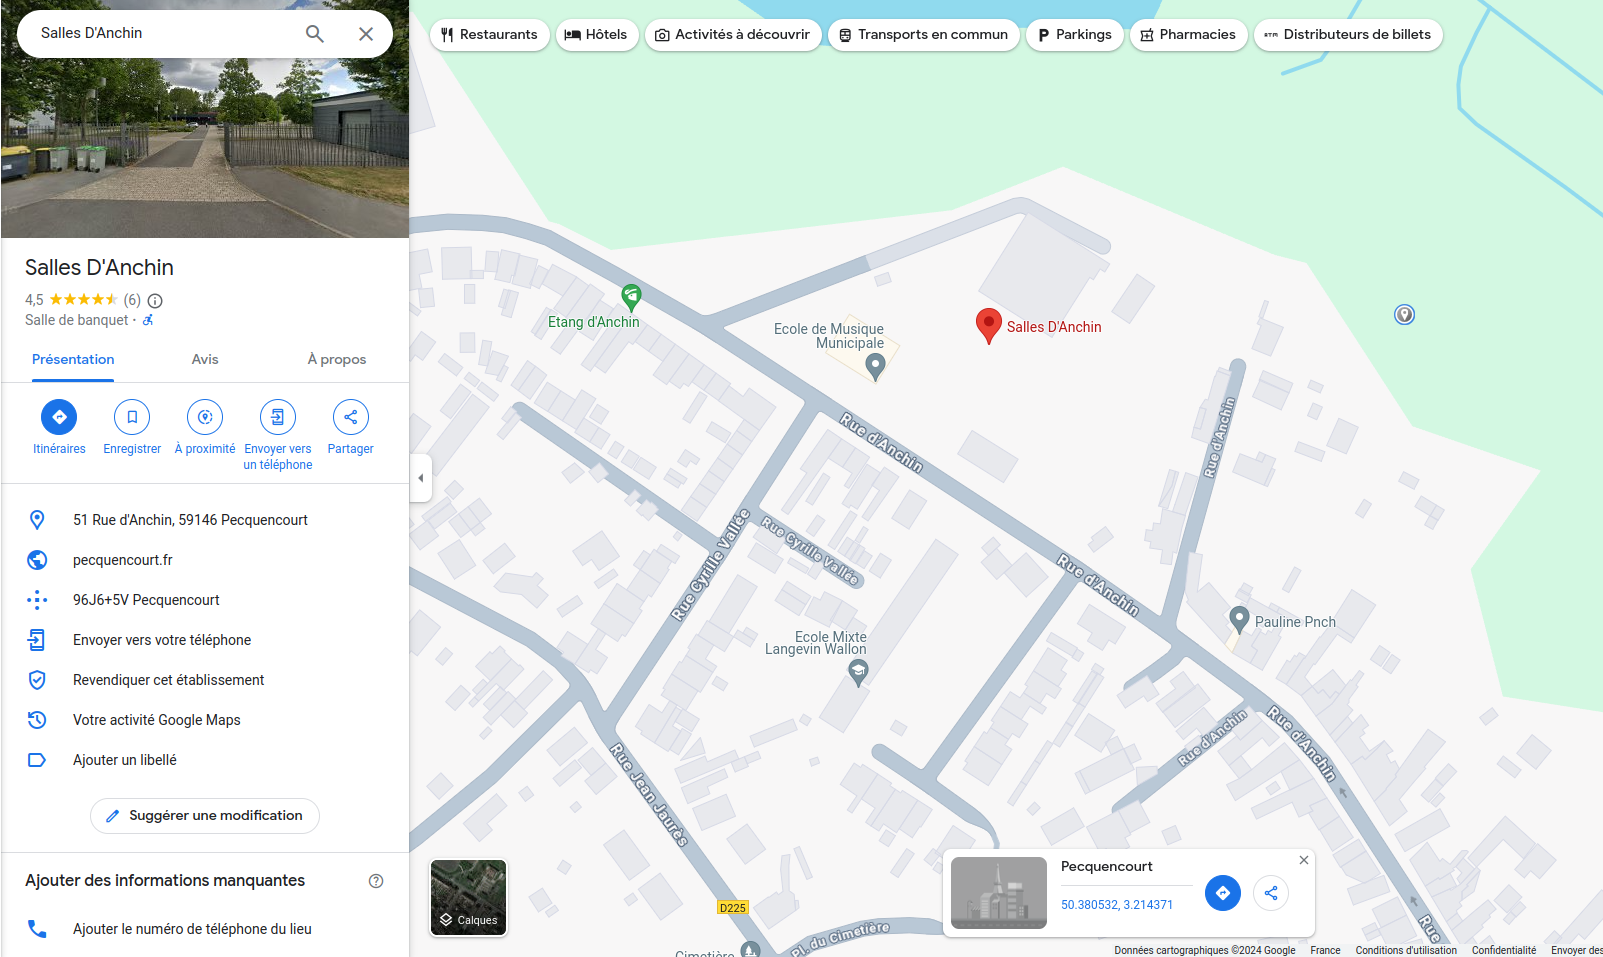 Salles D'Anchin
Restaurants
Hôtels
Activités à découvrir
Transports en commun
Parkings
Pharmacies
ATM
Distributeurs de billets
Salles D'Anchin
4,5
(6)
Salle de banquet ·
Présentation
Avis
À propos
Itinéraires
Enregistrer
À proximité
Envoyer vers
un téléphone
Partager
51 Rue d'Anchin, 59146 Pecquencourt
pecquencourt.fr
96J6+5V Pecquencourt
Envoyer vers votre téléphone
Revendiquer cet établissement
Votre activité Google Maps
Ajouter un libellé
Suggérer une modification
Ajouter des informations manquantes
Ajouter le numéro de téléphone du lieu
Etang d'Anchin
Ecole de Musique
Municipale
Salles D'Anchin
Rue d'Anchin
Rue d'Anchin
Rue Cyrille Vallée
Rue Cyrille Vallée
Rue d'Anchin
Ecole Mixte
Langevin Wallon
Pauline Pnch
Rue d'Anchin
Rue d'Anchin
Rue Jean Jaurès
D225
Pl. du Cimetière
Cimetière
Rue
Calques
Pecquencourt
50.380532, 3.214371
Données cartographiques ©2024 Google
France
Conditions d'utilisation
Confidentialité
Envoyer des